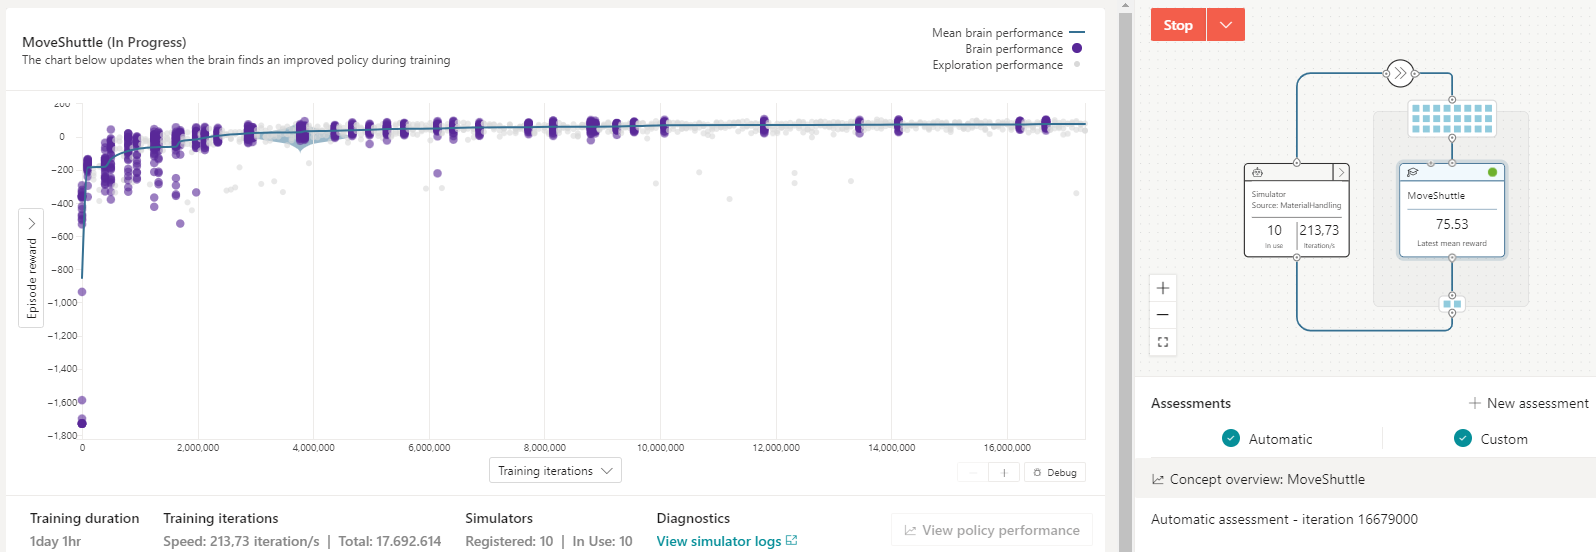 MoveShuttle (In Progress)
The chart below updates when the brain finds an improved policy during training
Mean brain performance
Brain performance
Exploration performance
Episode reward
200
0
−200
−400
−600
−800
−1,000
−1,200
−1,400
−1,600
−1,800
0
2,000,000
4,000,000
6,000,000
8,000,000
10,000,000
12,000,000
14,000,000
16,000,000
Training iterations
Debug
Training duration
1day 1hr
Training iterations
Speed: 213,73 iteration/s | Total: 17.692.614
Simulators
Registered: 10 | In Use: 10
Diagnostics
View simulator logs
View policy performance
Stop
Simulator
Source: MaterialHandling
10
In use
213,73
Iteration/s
MoveShuttle
75.53
Latest mean reward
Assessments
New assessment
Automatic
Custom
Concept overview: MoveShuttle
Automatic assessment - iteration 16679000